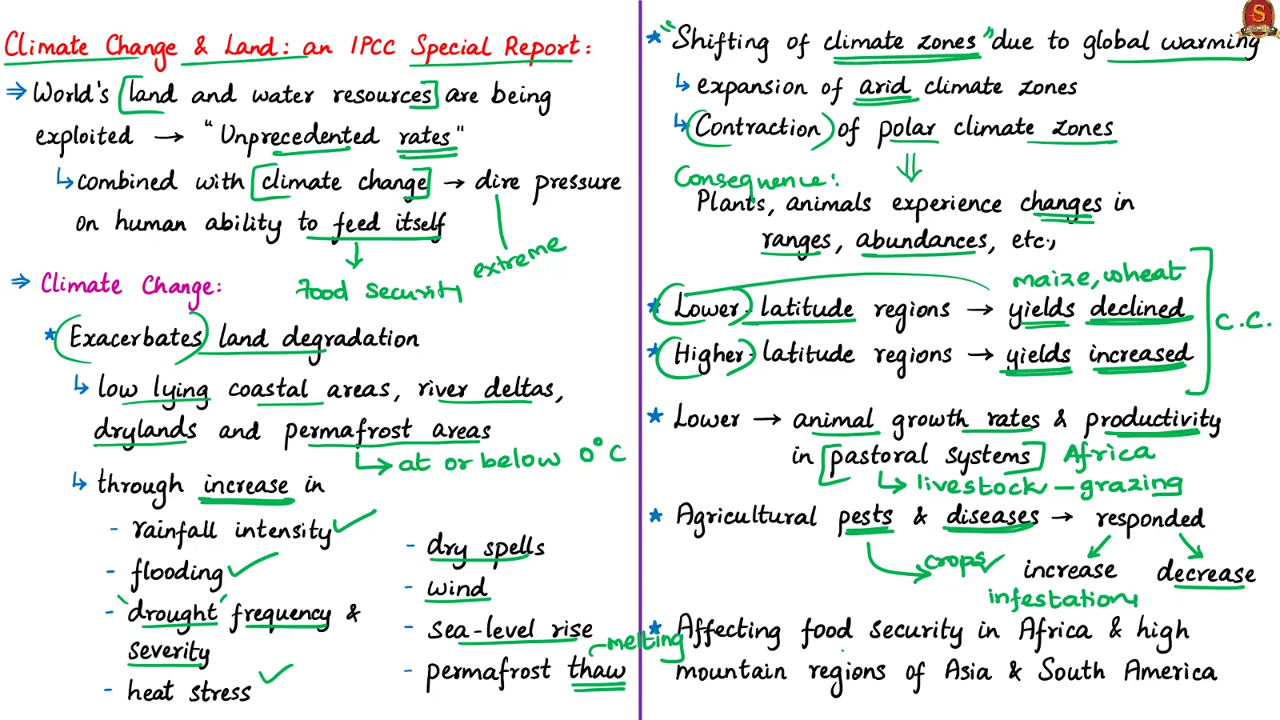 Climate Change & Land: an IPCC Special Report:
⇒ World's [land and water resources] are being
exploited → "Unprecedented rates"
↳ combined with [climate change] → dire pressure
on human ability to feed itself
extreme
Food Security
⇒ Climate Change:
* (Exacerbates) land degradation
↳ low lying coastal areas, river deltas,
drylands and permafrost areas
↳ at or below 0°C
↳ through increase in
- rainfall intensity ✓
- flooding ✓
- 'drought' frequency &
severity
- heat stress ✓
- dry spells
- wind
- sea-level rise
melting
- permafrost thaw
S
* "Shifting of climate zones" due to global warming
↳ expansion of arid climate zones
↳ (Contraction) of polar climate zones
⇓
Consequence:
Plants, animals experience changes in
ranges, abundances, etc.,
maize, wheat
* (Lower)-latitude regions → yields declined
C.C.
* (Higher)-latitude regions → yields increased
* Lower → animal growth rates & productivity
in [pastoral systems] Africa
↳ livestock - grazing
* Agricultural pests & diseases → responded
crops ✓ increase decrease
infestation
* Affecting food security in Africa & high
mountain regions of Asia & South America